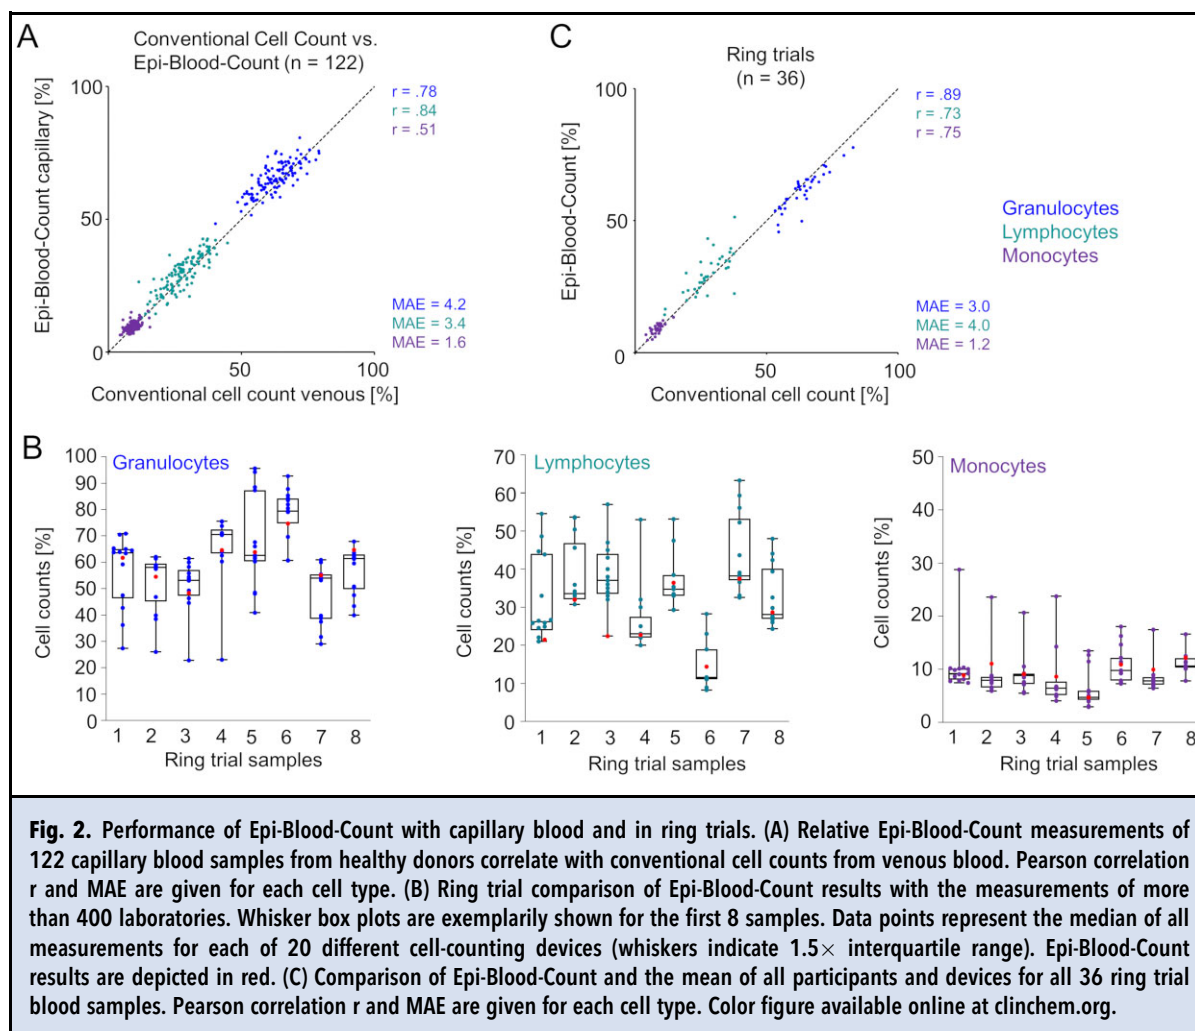 A
Conventional Cell Count vs.
Epi-Blood-Count (n = 122)
Epi-Blood-Count capillary [%]
100
50
0
50
100
Conventional cell count venous [%]
r = .78
r = .84
r = .51
MAE = 4.2
MAE = 3.4
MAE = 1.6
C
Ring trials
(n = 36)
Epi-Blood-Count [%]
100
50
0
50
100
Conventional cell count [%]
r = .89
r = .73
r = .75
MAE = 3.0
MAE = 4.0
MAE = 1.2
Granulocytes
Lymphocytes
Monocytes
B
Granulocytes
Cell counts [%]
100
90
80
70
60
50
40
30
20
10
0
1 2 3 4 5 6 7 8
Ring trial samples
Lymphocytes
Cell counts [%]
70
60
50
40
30
20
10
0
1 2 3 4 5 6 7 8
Ring trial samples
Monocytes
Cell counts [%]
50
40
30
20
10
0
1 2 3 4 5 6 7 8
Ring trial samples
Fig. 2. Performance of Epi-Blood-Count with capillary blood and in ring trials. (A) Relative Epi-Blood-Count measurements of
122 capillary blood samples from healthy donors correlate with conventional cell counts from venous blood. Pearson correlation
r and MAE are given for each cell type. (B) Ring trial comparison of Epi-Blood-Count results with the measurements of more
than 400 laboratories. Whisker box plots are exemplarily shown for the first 8 samples. Data points represent the median of all
measurements for each of 20 different cell-counting devices (whiskers indicate 1.5× interquartile range). Epi-Blood-Count
results are depicted in red. (C) Comparison of Epi-Blood-Count and the mean of all participants and devices for all 36 ring trial
blood samples. Pearson correlation r and MAE are given for each cell type. Color figure available online at clinchem.org.